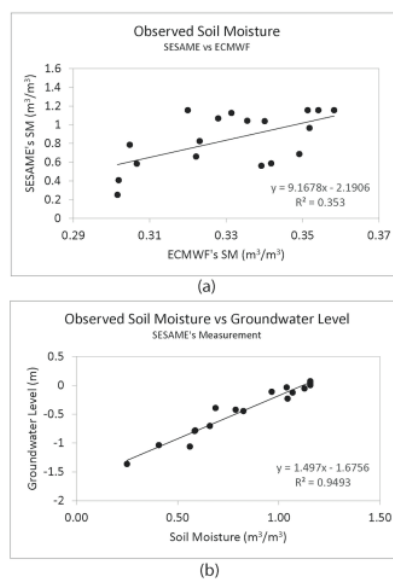 Observed Soil Moisture
SESAME vs ECMWF
SESAME's SM (m³/m³)
1.6
1.4
1.2
1
0.8
0.6
0.4
0.2
0
y = 9.1678x - 2.1906
R² = 0.353
0.29
0.31
0.33
0.35
0.37
ECMWF's SM (m³/m³)
(a)
Observed Soil Moisture vs Groundwater Level
SESAME's Measurement
Groundwater Level (m)
0.5
0
-0.5
-1
-1.5
-2
y = 1.497x - 1.6756
R² = 0.9493
0.00
0.50
1.00
1.50
Soil Moisture (m³/m³)
(b)